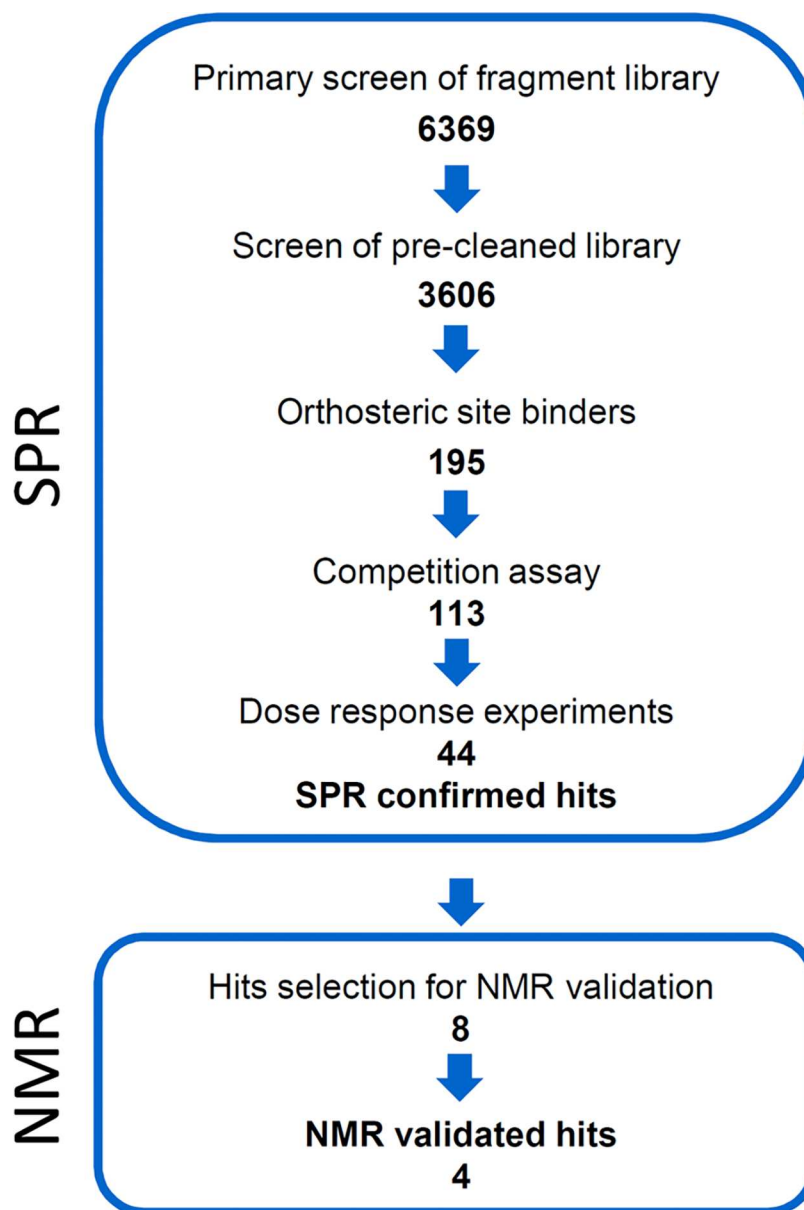 SPR
Primary screen of fragment library
6369
Screen of pre-cleaned library
3606
Orthosteric site binders
195
Competition assay
113
Dose response experiments
44
SPR confirmed hits
NMR
Hits selection for NMR validation
8
NMR validated hits
4